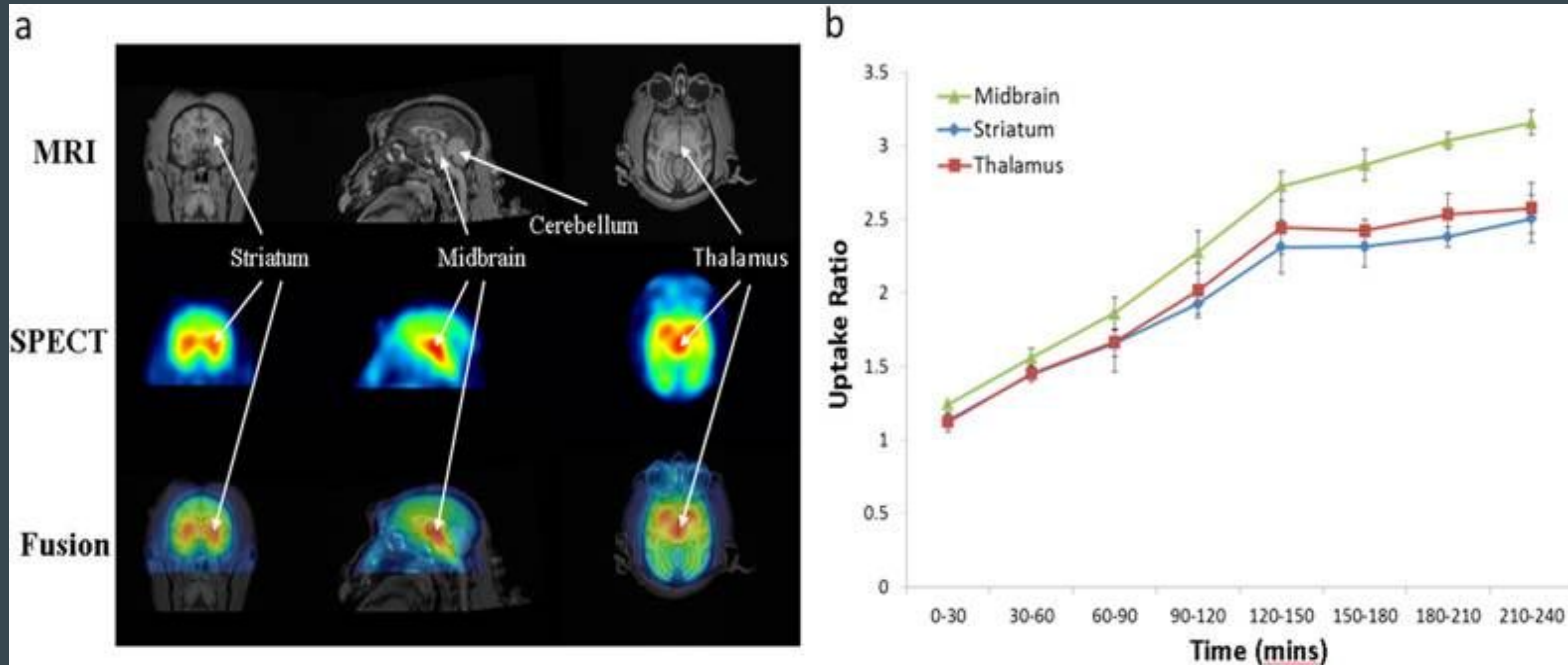 a
MRI
Cerebellum
Striatum Midbrain Thalamus
SPECT
Fusion
b
3.5
3
2.5
2
1.5
1
0.5
0
Midbrain
Striatum
Thalamus
Uptake Ratio
0-30 30-60 60-90 90-120 120-150 150-180 180-210 210-240
Time (mins)